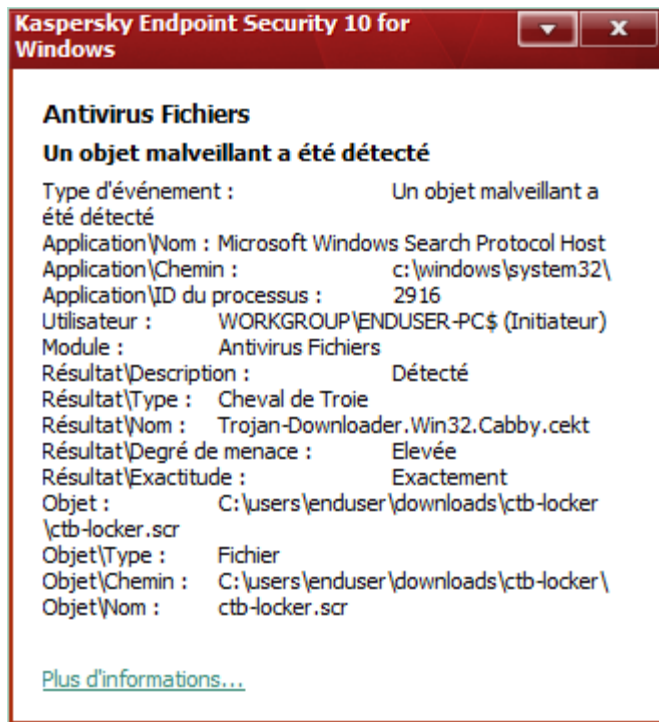 Kaspersky Endpoint Security 10 for
Windows
Antivirus Fichiers
Un objet malveillant a été détecté
Type d'événement : Un objet malveillant a
été détecté
Application\Nom : Microsoft Windows Search Protocol Host
Application\Chemin : c:\windows\system32\
Application\ID du processus : 2916
Utilisateur : WORKGROUP\ENDUSER-PC$ (Initiateur)
Module : Antivirus Fichiers
Résultat\Description : Détecté
Résultat\Type : Cheval de Troie
Résultat\Nom : Trojan-Downloader.Win32.Cabby.cekt
Résultat\Degré de menace : Elevée
Résultat\Exactitude : Exactement
Objet : C:\users\enduser\downloads\ctb-locker
\ctb-locker.scr
Objet\Type : Fichier
Objet\Chemin : C:\users\enduser\downloads\ctb-locker\
Objet\Nom : ctb-locker.scr
Plus d'informations...